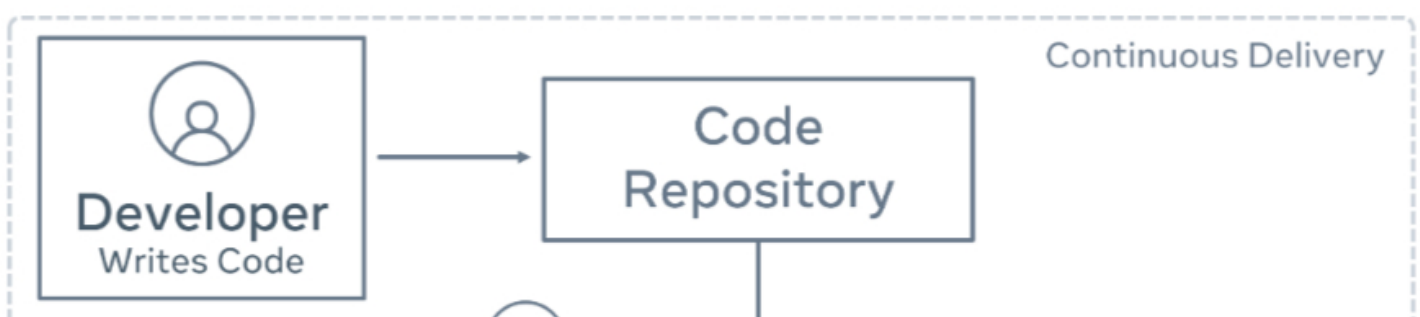 Continuous Delivery
Developer
Writes Code
Code
Repository